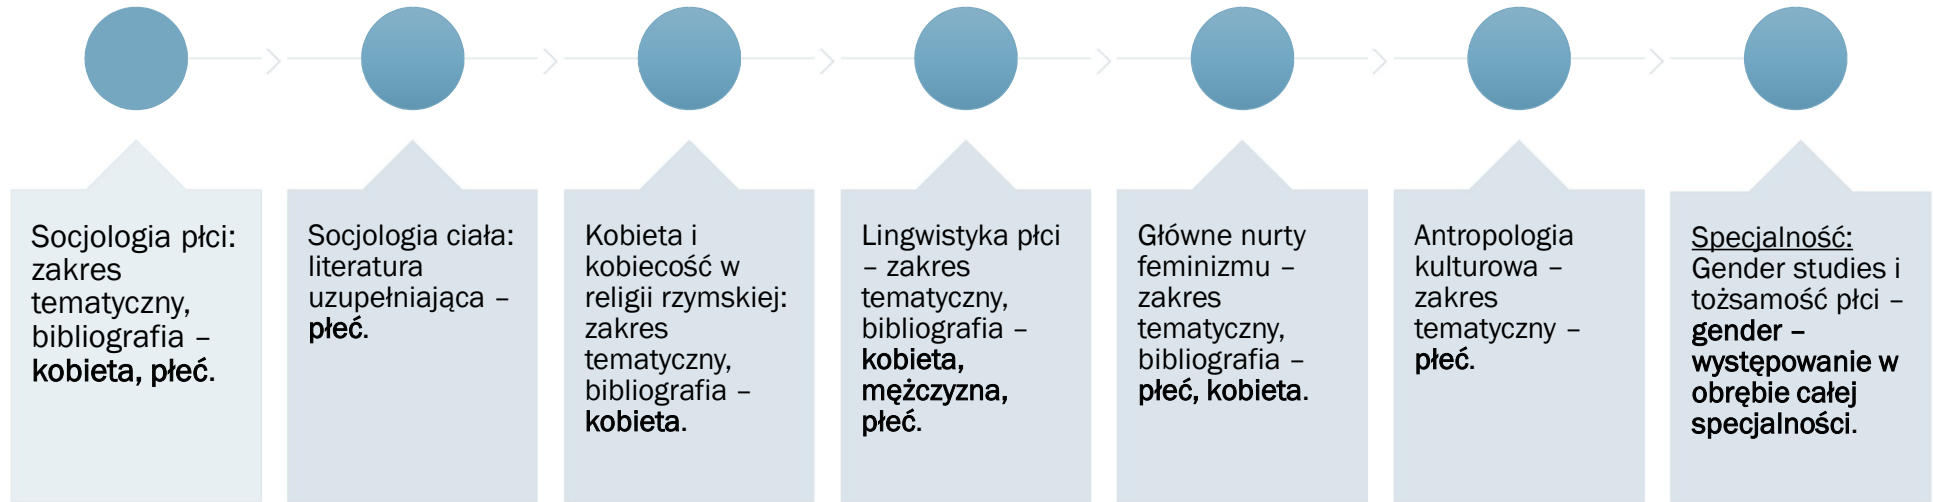 Socjologia płci:
zakres
tematyczny,
bibliografia –
kobieta, płeć.
Socjologia ciała:
literatura
uzupełniająca –
płeć.
Kobieta i
kobiecość w
religii rzymskiej:
zakres
tematyczny,
bibliografia –
kobieta.
Lingwistyka płci
– zakres
tematyczny,
bibliografia –
kobieta,
mężczyzna,
płeć.
Główne nurty
feminizmu –
zakres
tematyczny,
bibliografia –
płeć, kobieta.
Antropologia
kulturowa –
zakres
tematyczny –
płeć.
Specjalność:
Gender studies i
tożsamość płci –
gender –
występowanie w
obrębie całej
specjalności.